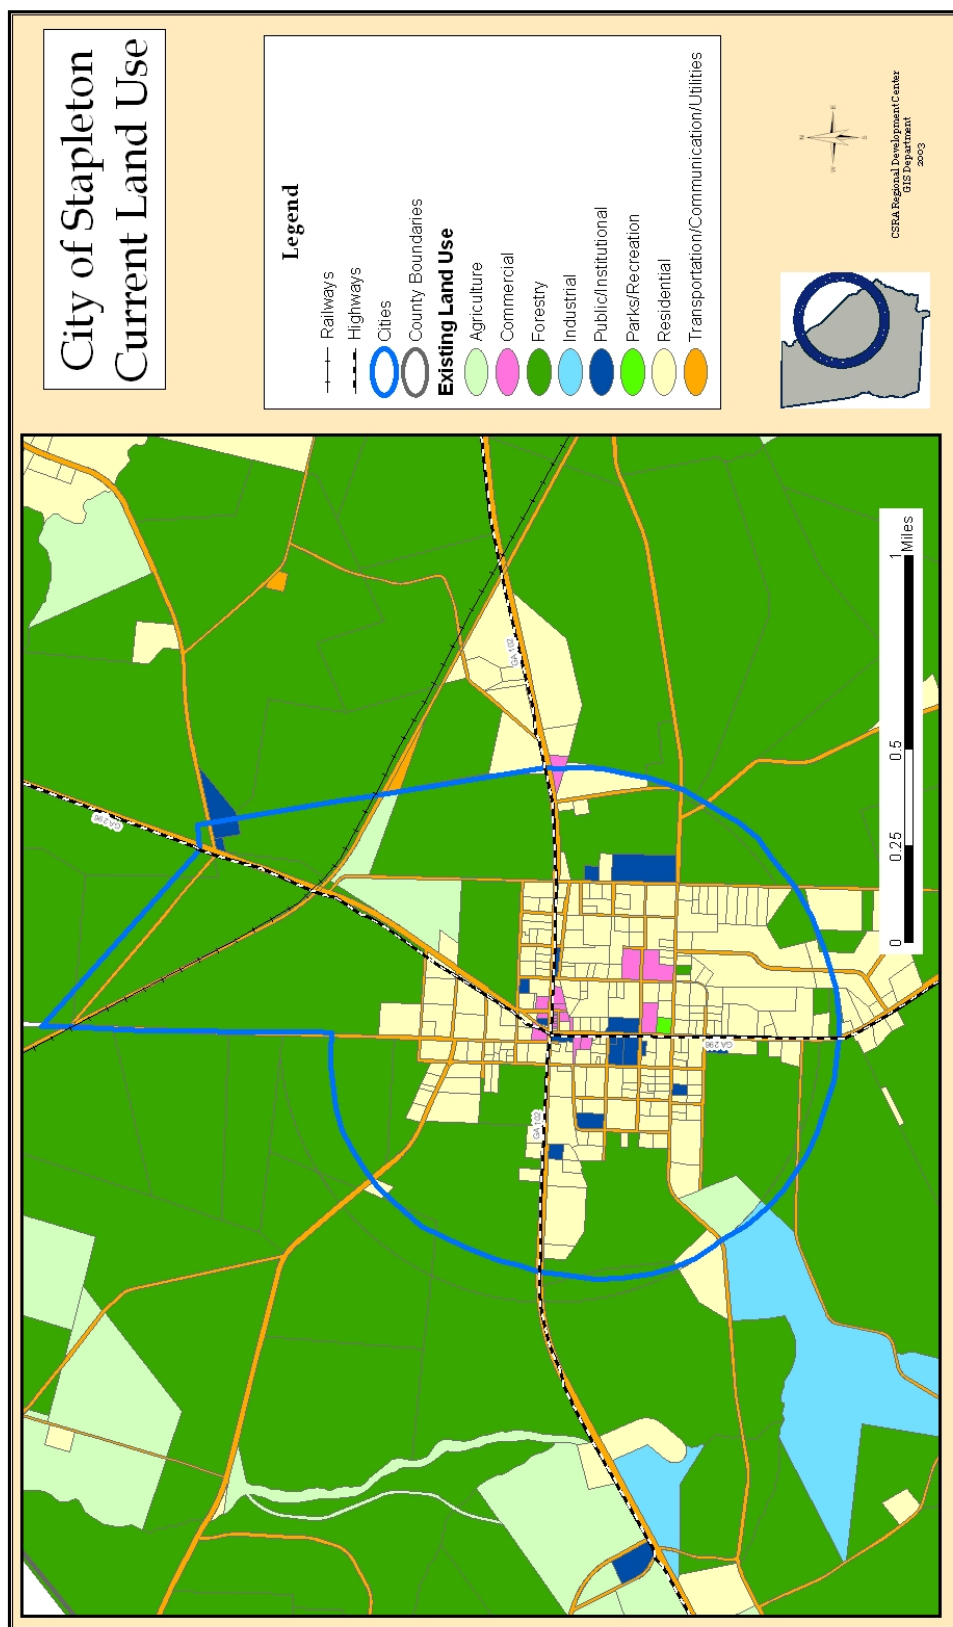 City of Stapleton
Current Land Use
Legend
Railways
Highways
Cities
County Boundaries
Existing Land Use
Agriculture
Commercial
Forestry
Industrial
Public/Institutional
Parks/Recreation
Residential
Transportation/Communication/Utilities
N
W
E
S
CSRA Regional Development Center
GIS Department
2003
GA 296
GA 102
GA 102
GA 296
0
0.25
0.5
1
Miles